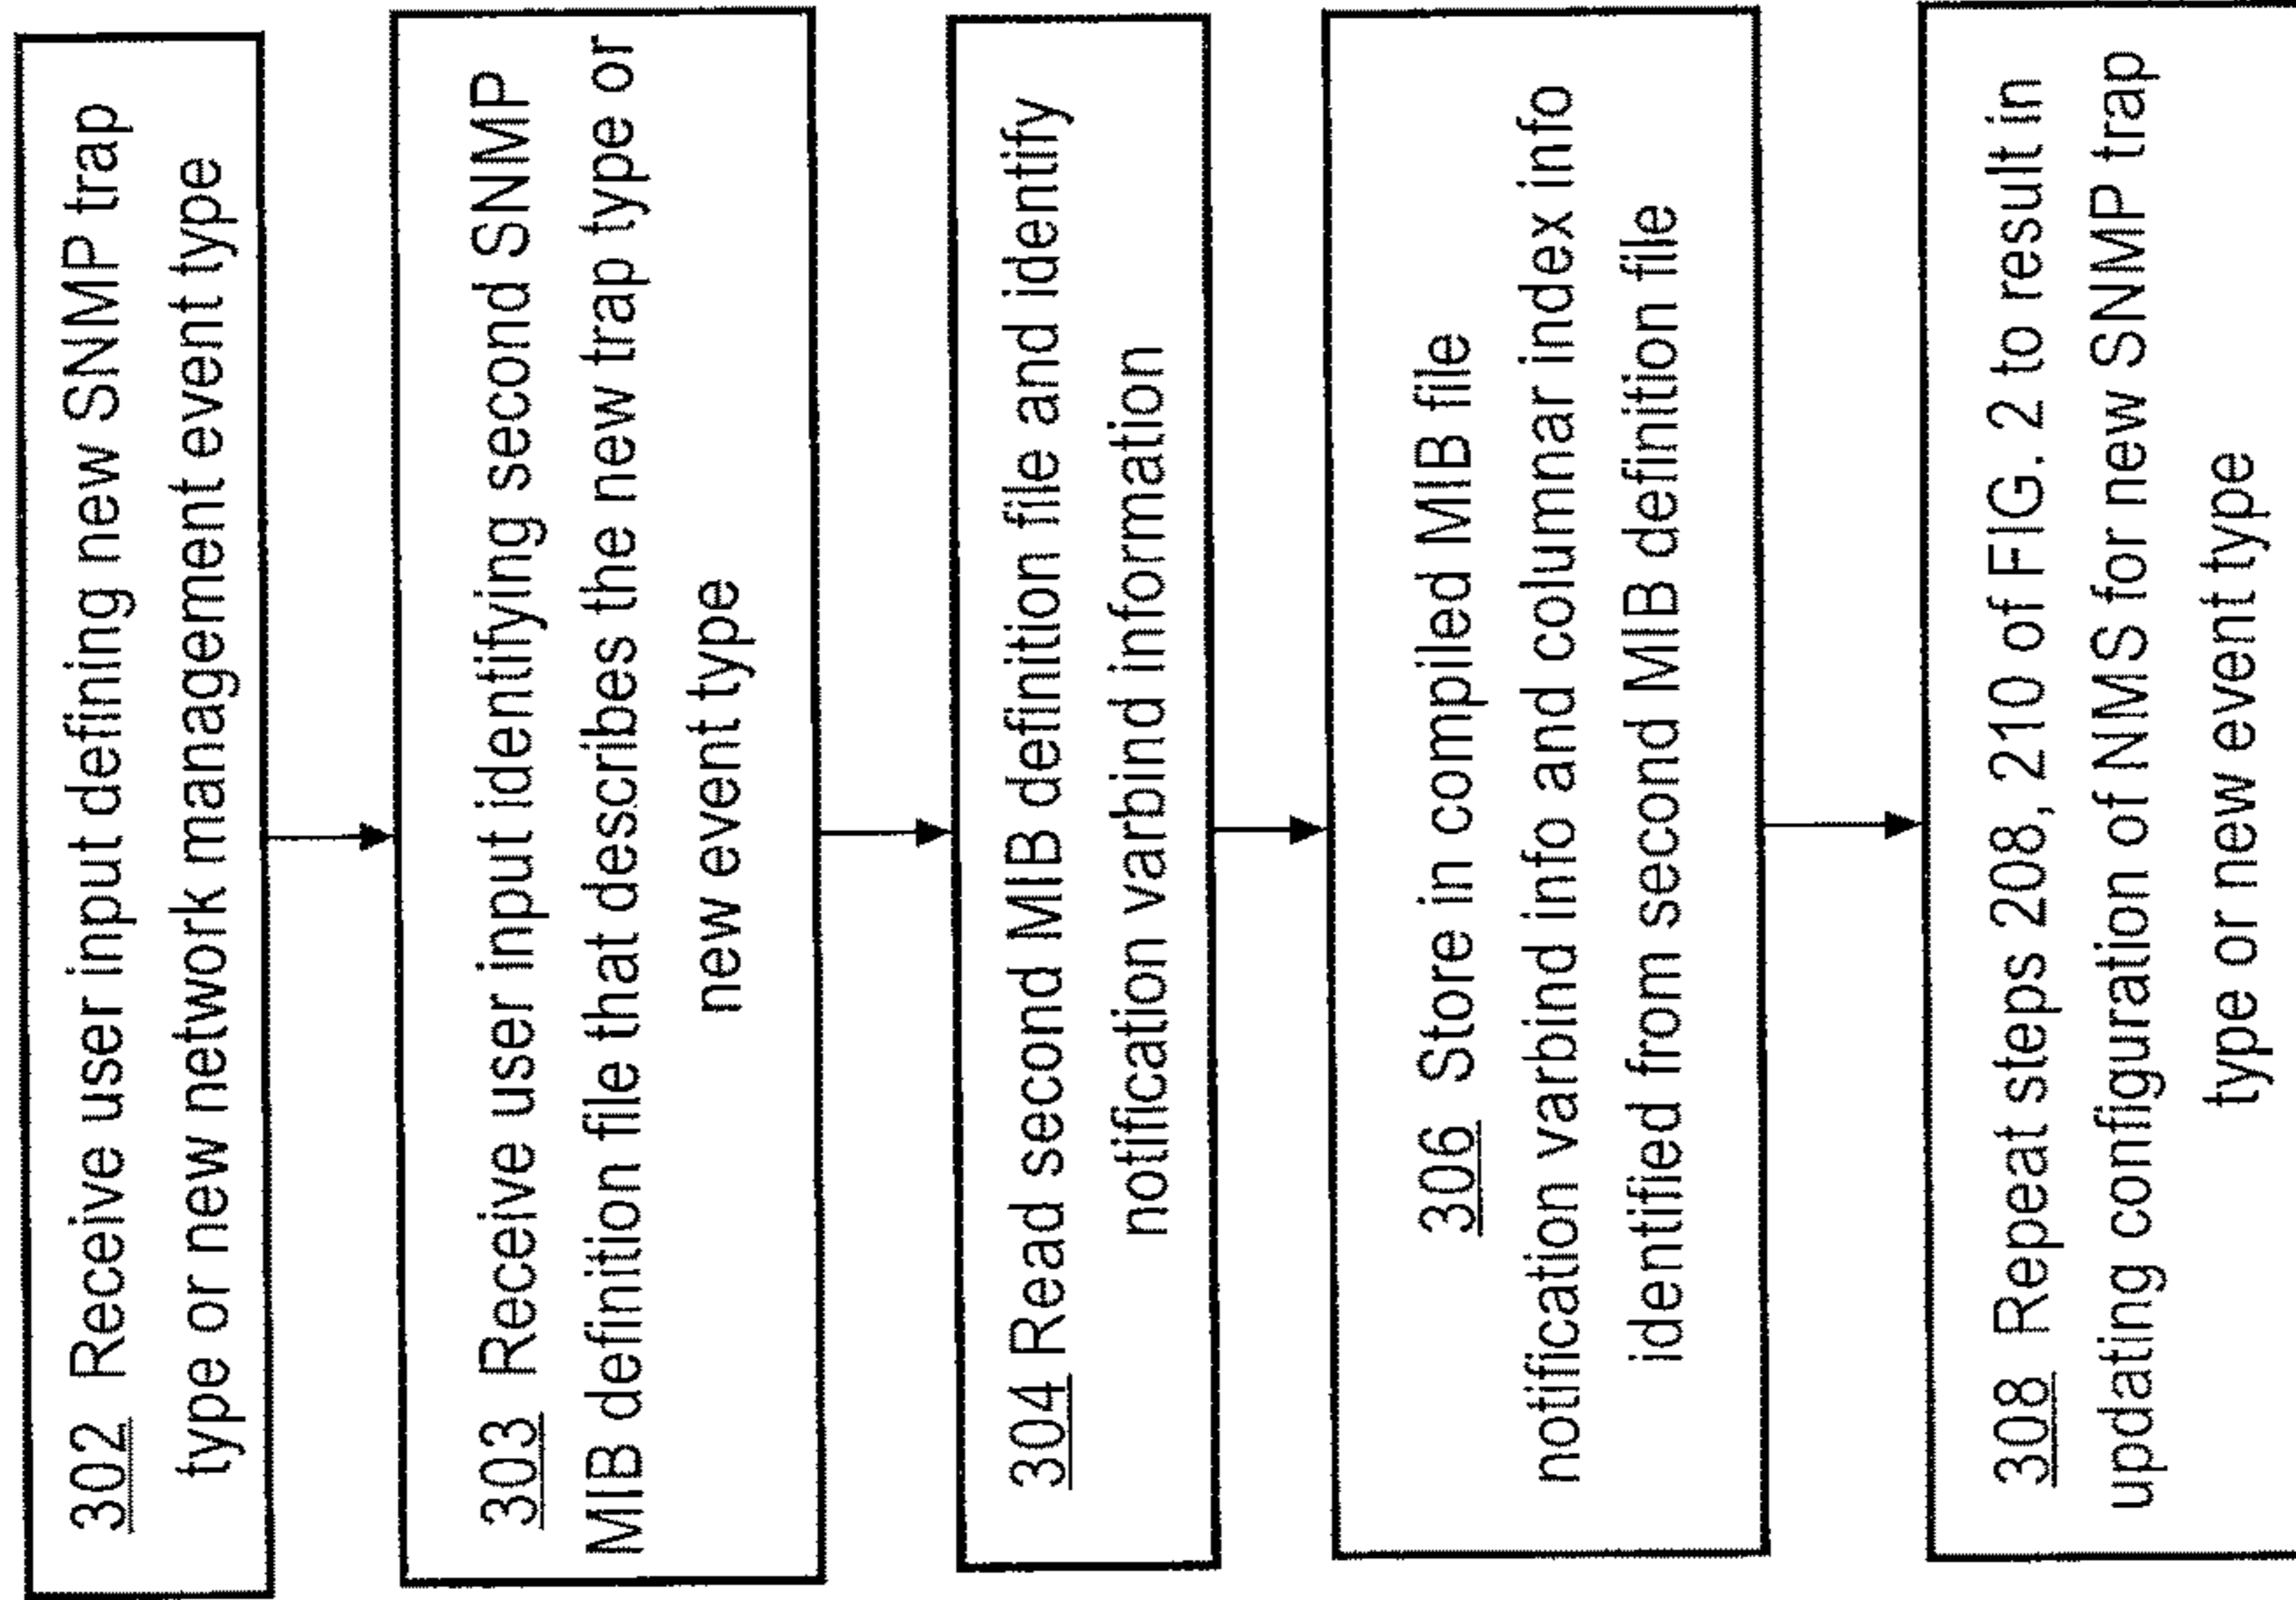 302 Receive user input defining new SNMP trap
type or new network management event type
303 Receive user input identifying second SNMP
MIB definition file that describes the new trap type or
new event type
304 Read second MIB definition file and identify
notification varbind information
306 Store in compiled MIB file
notification varbind info and columnar index info
identified from second MIB definition file
308 Repeat steps 208, 210 of FIG. 2 to result in
updating configuration of NMS for new SNMP trap
type or new event type